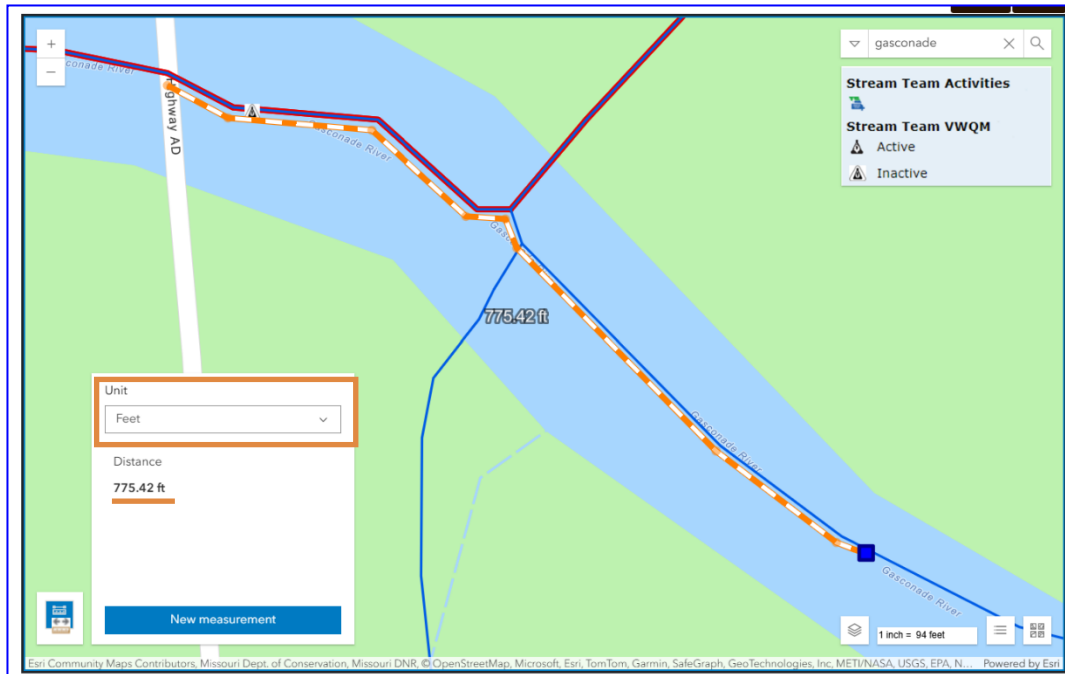 +
gasconade
−
conade River
Stream Team Activities
Highway AD
Stream Team VWQM
Gasconade River
Active
Inactive
Gasc
775.42 ft
Unit
Feet
Gasconade River
Distance
775.42 ft
Gasconade River
New measurement
1 inch = 94 feet
Esri Community Maps Contributors, Missouri Dept. of Conservation, Missouri DNR, © OpenStreetMap, Microsoft, Esri, TomTom, Garmin, SafeGraph, GeoTechnologies, Inc, METI/NASA, USGS, EPA, N... Powered by Esri